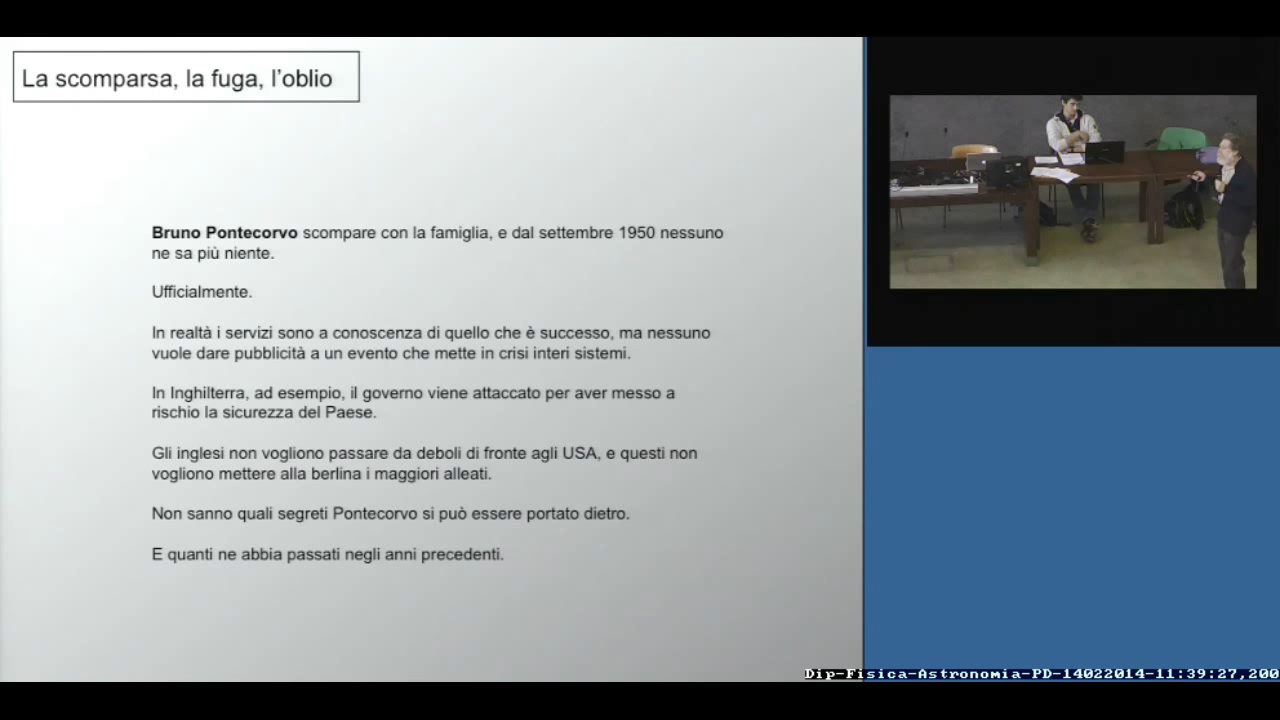 La scomparsa, la fuga, l'oblio
Bruno Pontecorvo scompare con la famiglia, e dal settembre 1950 nessuno
ne sa più niente.
Ufficialmente.
In realtà i servizi sono a conoscenza di quello che è successo, ma nessuno
vuole dare pubblicità a un evento che mette in crisi interi sistemi.
In Inghilterra, ad esempio, il governo viene attaccato per aver messo a
rischio la sicurezza del Paese.
Gli inglesi non vogliono passare da deboli di fronte agli USA, e questi non
vogliono mettere alla berlina i maggiori alleati.
Non sanno quali segreti Pontecorvo si può essere portato dietro.
E quanti ne abbia passati negli anni precedenti.
Dip-Fisica-Astronomia-PD-14022014-11:39:27,200